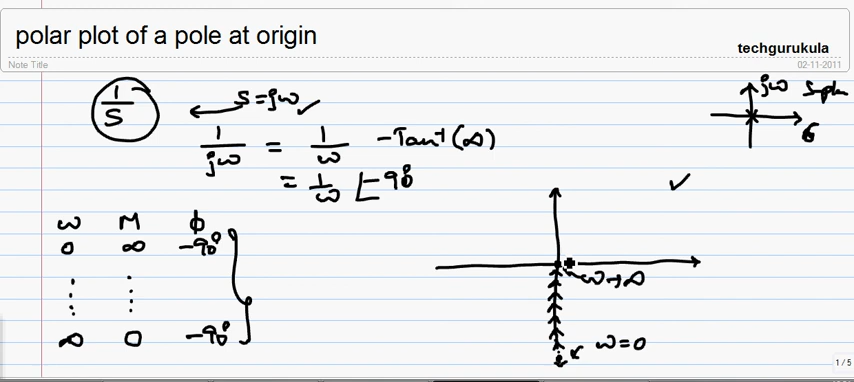 polar plot of a pole at origin
techgurukula
Note Title
02-11-2011
1/S
s=jω ✓
jω S-pl
σ
1/jω = 1/ω -Tan⁻¹(∞)
= 1/ω ∠-90°
✓
ω M ϕ
0 ∞ -90°
⋮ ⋮
∞ 0 -90°
ω→∞
ω=0
1/5